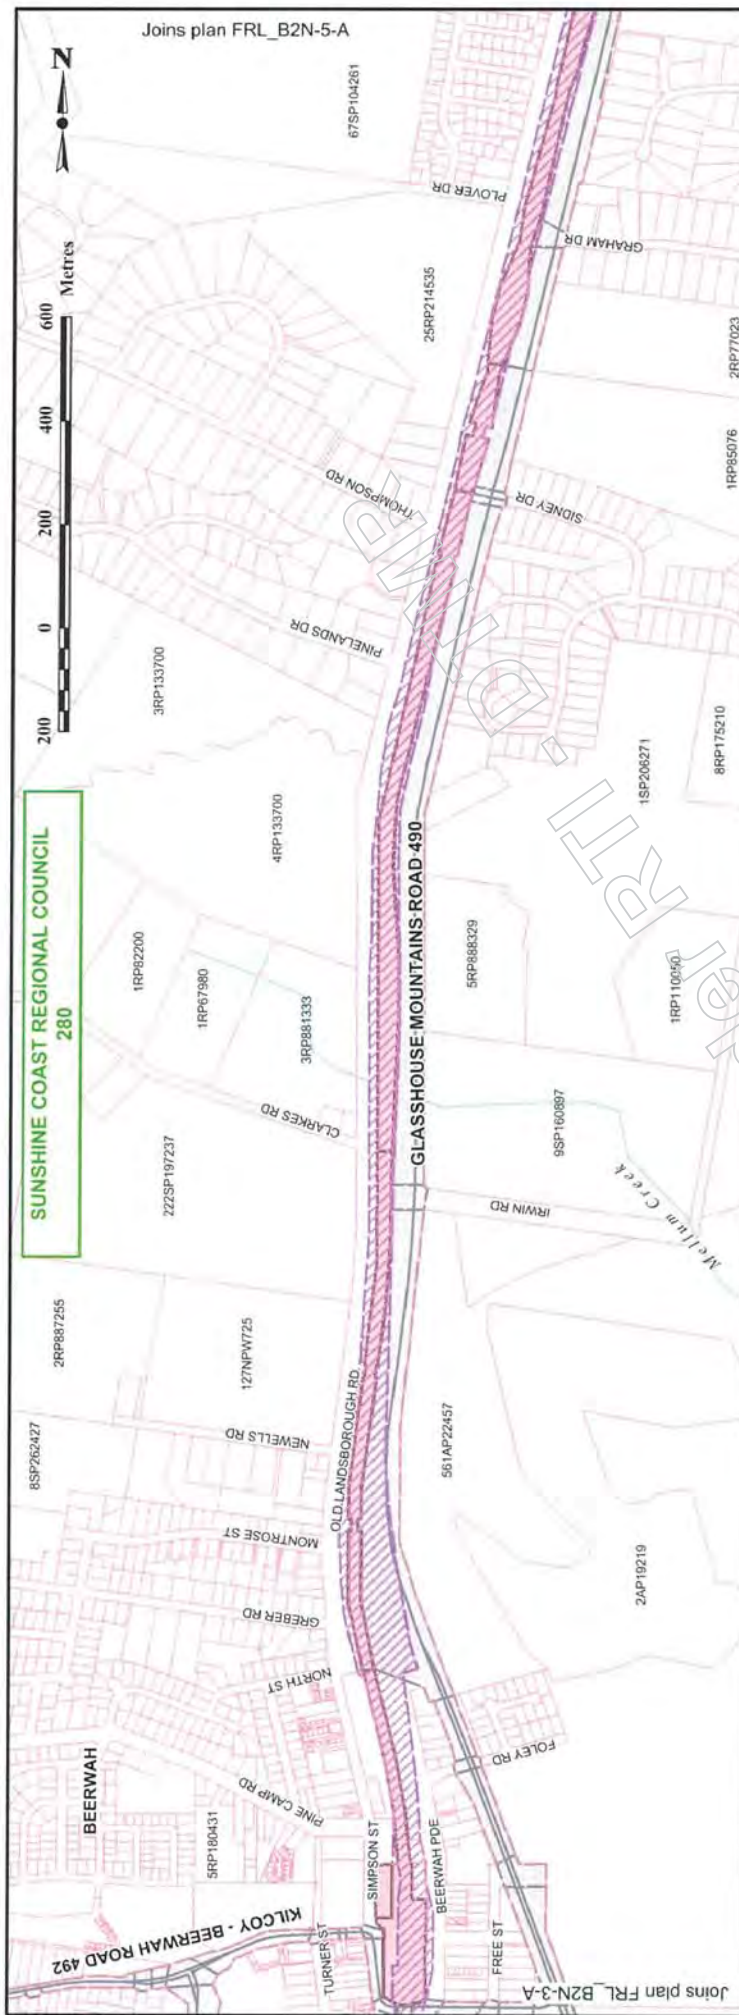 Joins plan FRL_B2N-5-A
N
67SP104261
PLOVER DR
GRAHAM DR
25RP214535
2RP77023
Metres
200 0 200 400 600
THOMPSON RD
SIDNEY DR
1RP85076
PINELANDS DR
3RP133700
4RP133700
1SP206271
8RP175210
SUNSHINE COAST REGIONAL COUNCIL
280
GLASSHOUSE MOUNTAINS ROAD 490
1RP82200
1RP67980
3RP881333
5RP888329
1RP110050
CLARKES RD
222SP197237
9SP160897
IRWIN RD
Mellum Creek
2RP887255
127NPW725
OLD LANDSBOROUGH RD
8SP262427
NEWELLS RD
561AP22457
MONTROSE ST
GREBER RD
2AP19219
NORTH ST
FOLEY RD
BEERWAH
PINE CAMP RD
5RP180431
SIMPSON ST
BEERWAH PDE
KILCOY - BEERWAH ROAD 492
TURNER ST
FREE ST
Joins plan FRL_B2N-3-A
RTI - DTMR